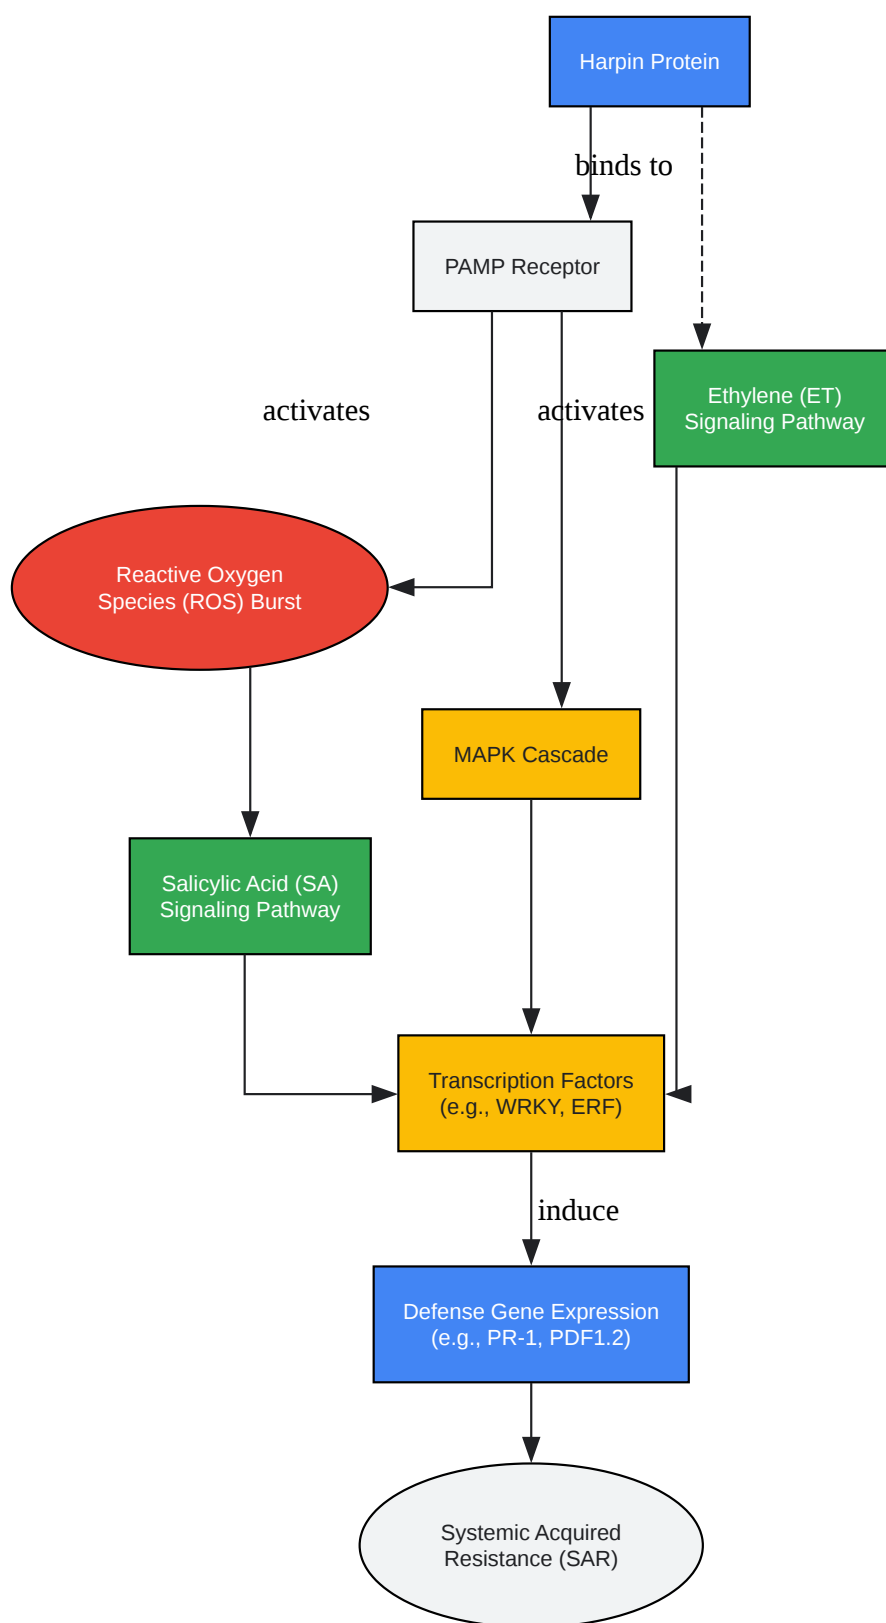 Harpin Protein
binds to
PAMP Receptor
activates
activates
Ethylene (ET)
Signaling Pathway
Reactive Oxygen
Species (ROS) Burst
MAPK Cascade
Salicylic Acid (SA)
Signaling Pathway
Transcription Factors
(e.g., WRKY, ERF)
induce
Defense Gene Expression
(e.g., PR-1, PDF1.2)
Systemic Acquired
Resistance (SAR)